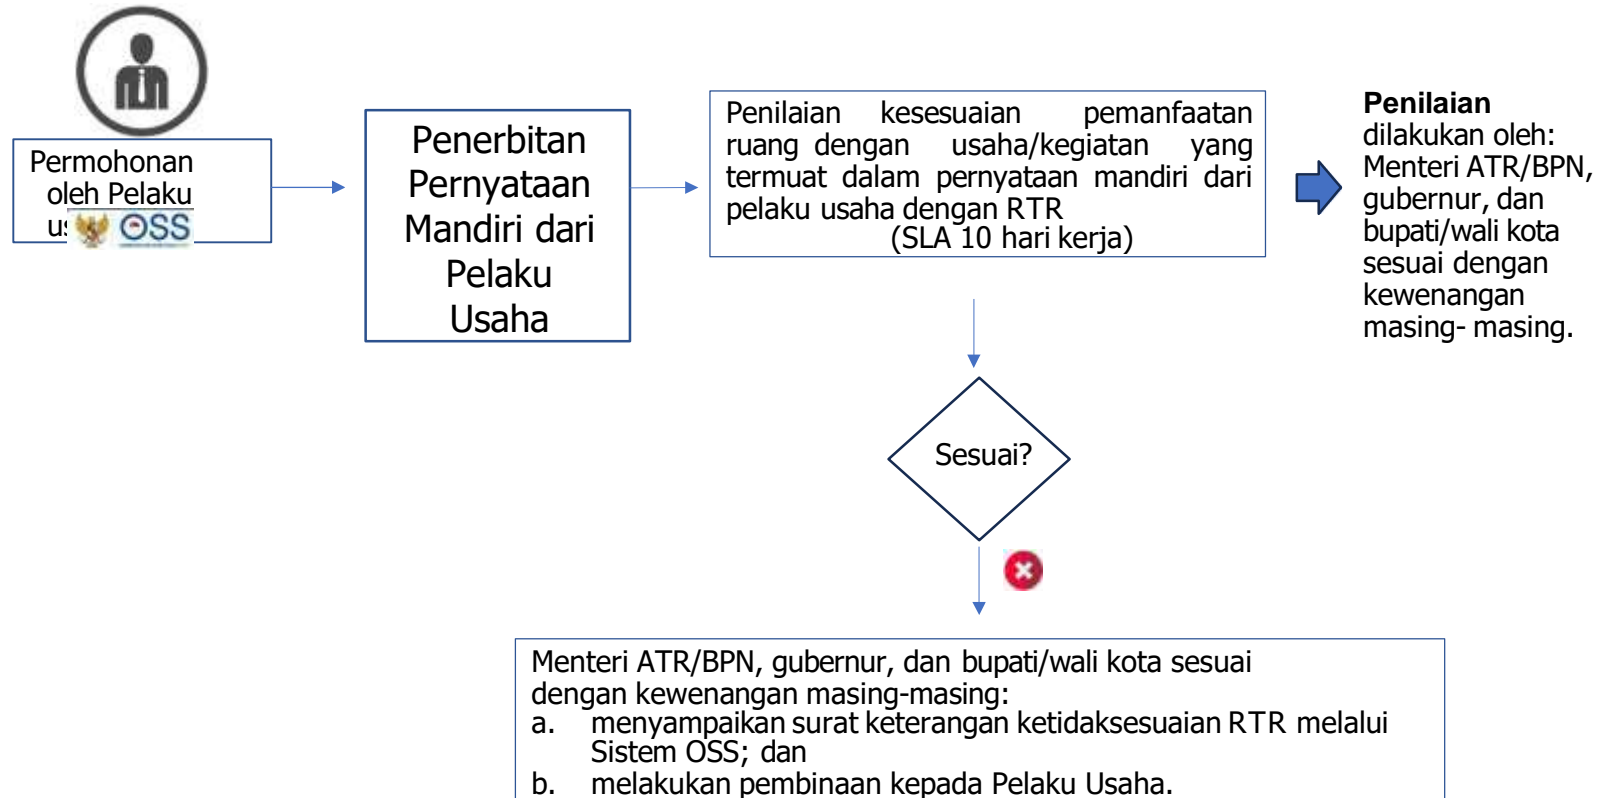 Permohonan
oleh Pelaku
OSS
Penerbitan
Pernyataan
Mandiri dari
Pelaku
Usaha
Penilaian kesesuaian pemanfaatan
ruang dengan usaha/kegiatan yang
termuat dalam pernyataan mandiri dari
pelaku usaha dengan RTR
(SLA 10 hari kerja)
Penilaian
dilakukan oleh:
Menteri ATR/BPN,
gubernur, dan
bupati/wali kota
sesuai dengan
kewenangan
masing- masing.
Sesuai?
Menteri ATR/BPN, gubernur, dan bupati/wali kota sesuai
dengan kewenangan masing-masing:
a. menyampaikan surat keterangan ketidaksesuaian RTR melalui
Sistem OSS; dan
b. melakukan pembinaan kepada Pelaku Usaha.